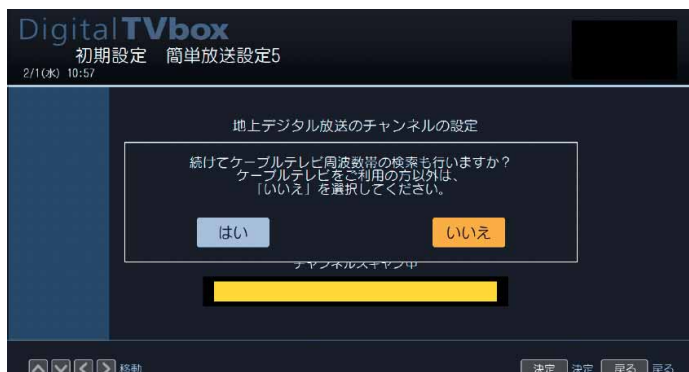 Digital TVbox
初期設定 簡単放送設定5
2/1(水) 10:57
地上デジタル放送のチャンネルの設定
続けてケーブルテレビ周波数帯の検索も行いますか？
ケーブルテレビをご利用の方以外は、
「いいえ」を選択してください。
はい いいえ
チャンネルスキャン中
移動 決定 決定 戻る 戻る